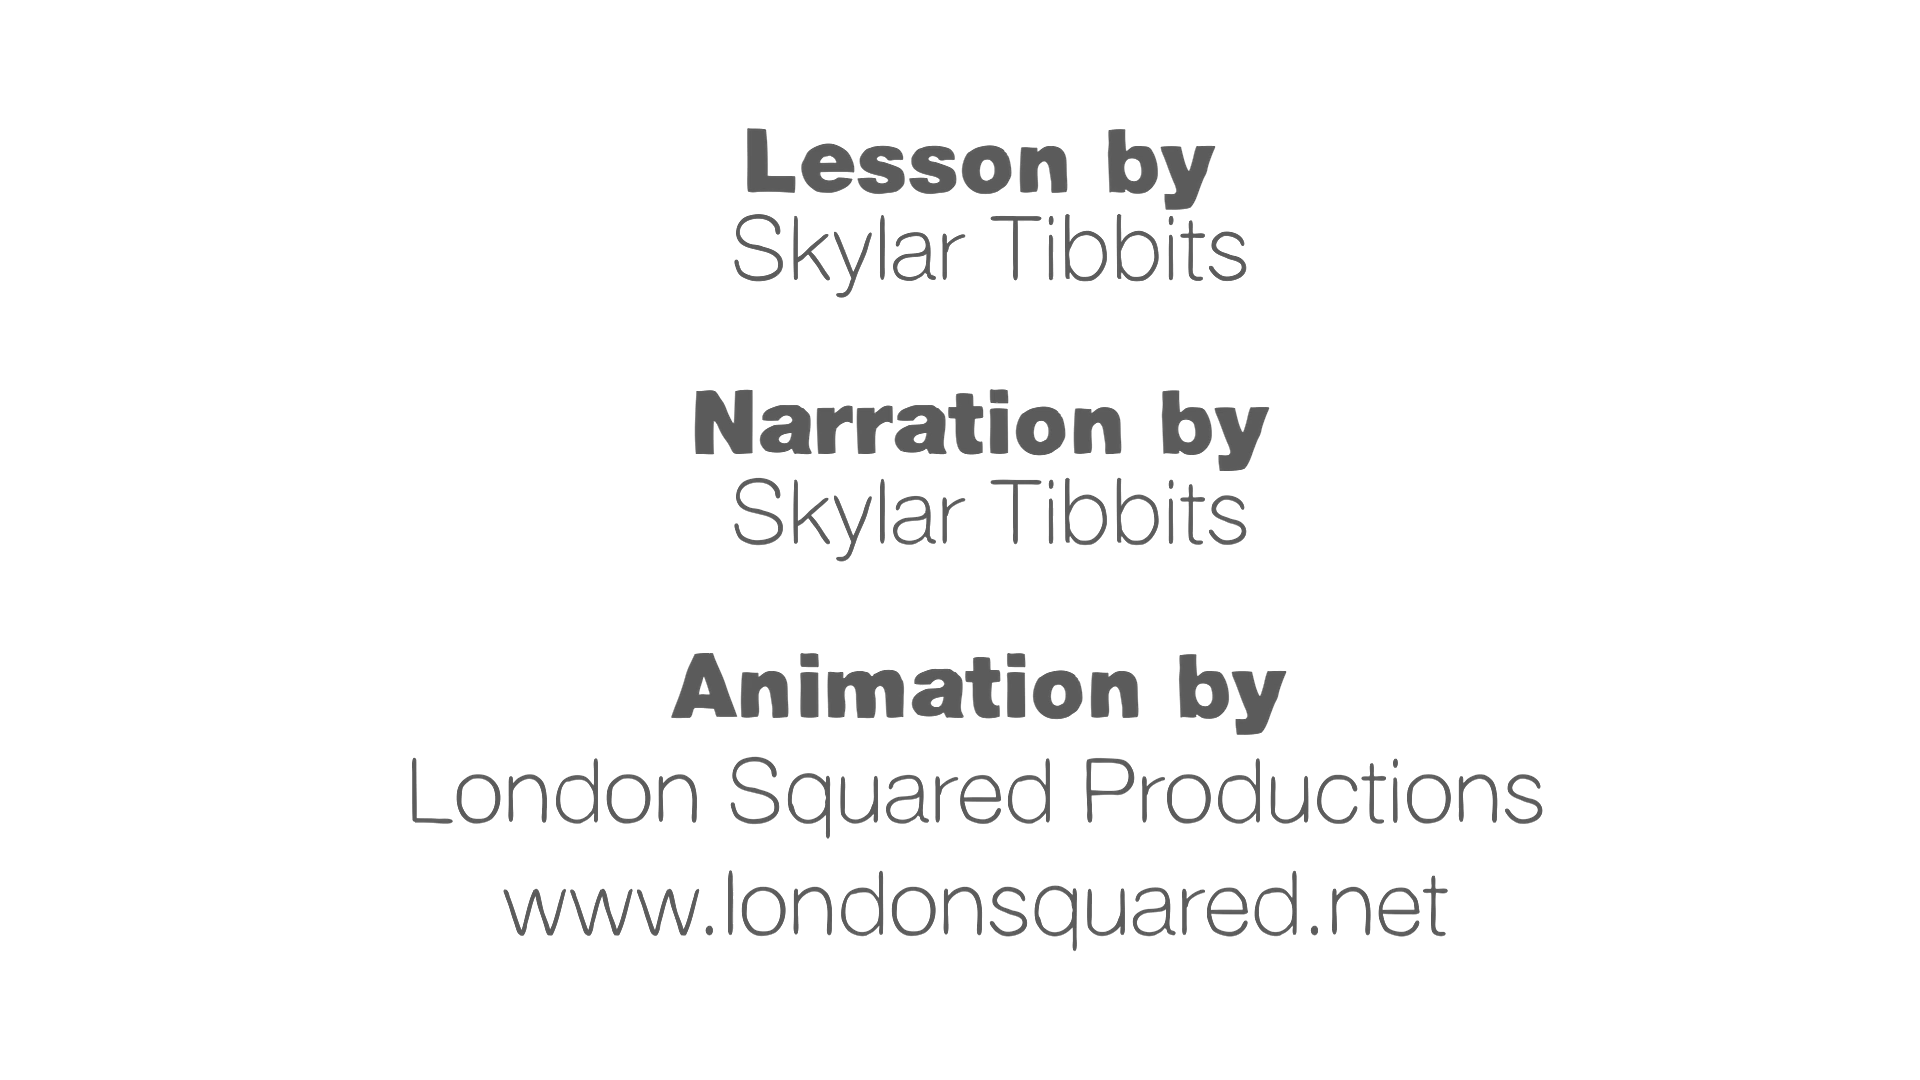 Lesson by
Skylar Tibbits
Narration by
Skylar Tibbits
Animation by
London Squared Productions
www.londonsquared.net